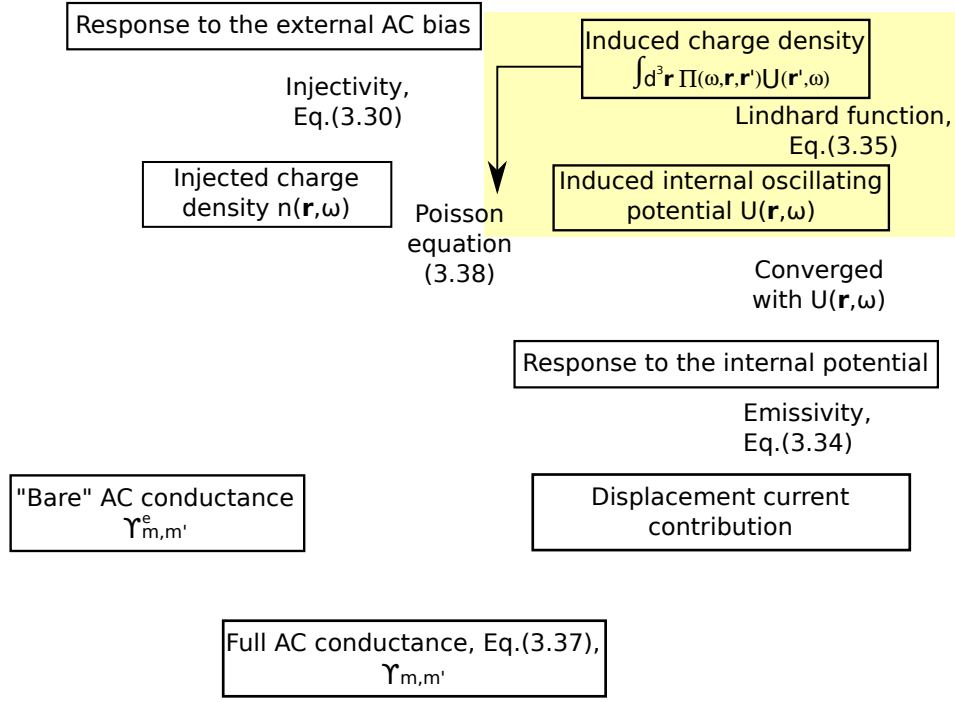 Response to the external AC bias
Induced charge density
∫d³r Π(ω,r,r')U(r',ω)
Injectivity,
Eq.(3.30)
Lindhard function,
Eq.(3.35)
Injected charge
density n(r,ω)
Induced internal oscillating
potential U(r,ω)
Poisson
equation
(3.38)
Converged
with U(r,ω)
Response to the internal potential
Emissivity,
Eq.(3.34)
"Bare" AC conductance
ϒᵉm,m'
Displacement current
contribution
Full AC conductance, Eq.(3.37),
ϒm,m'